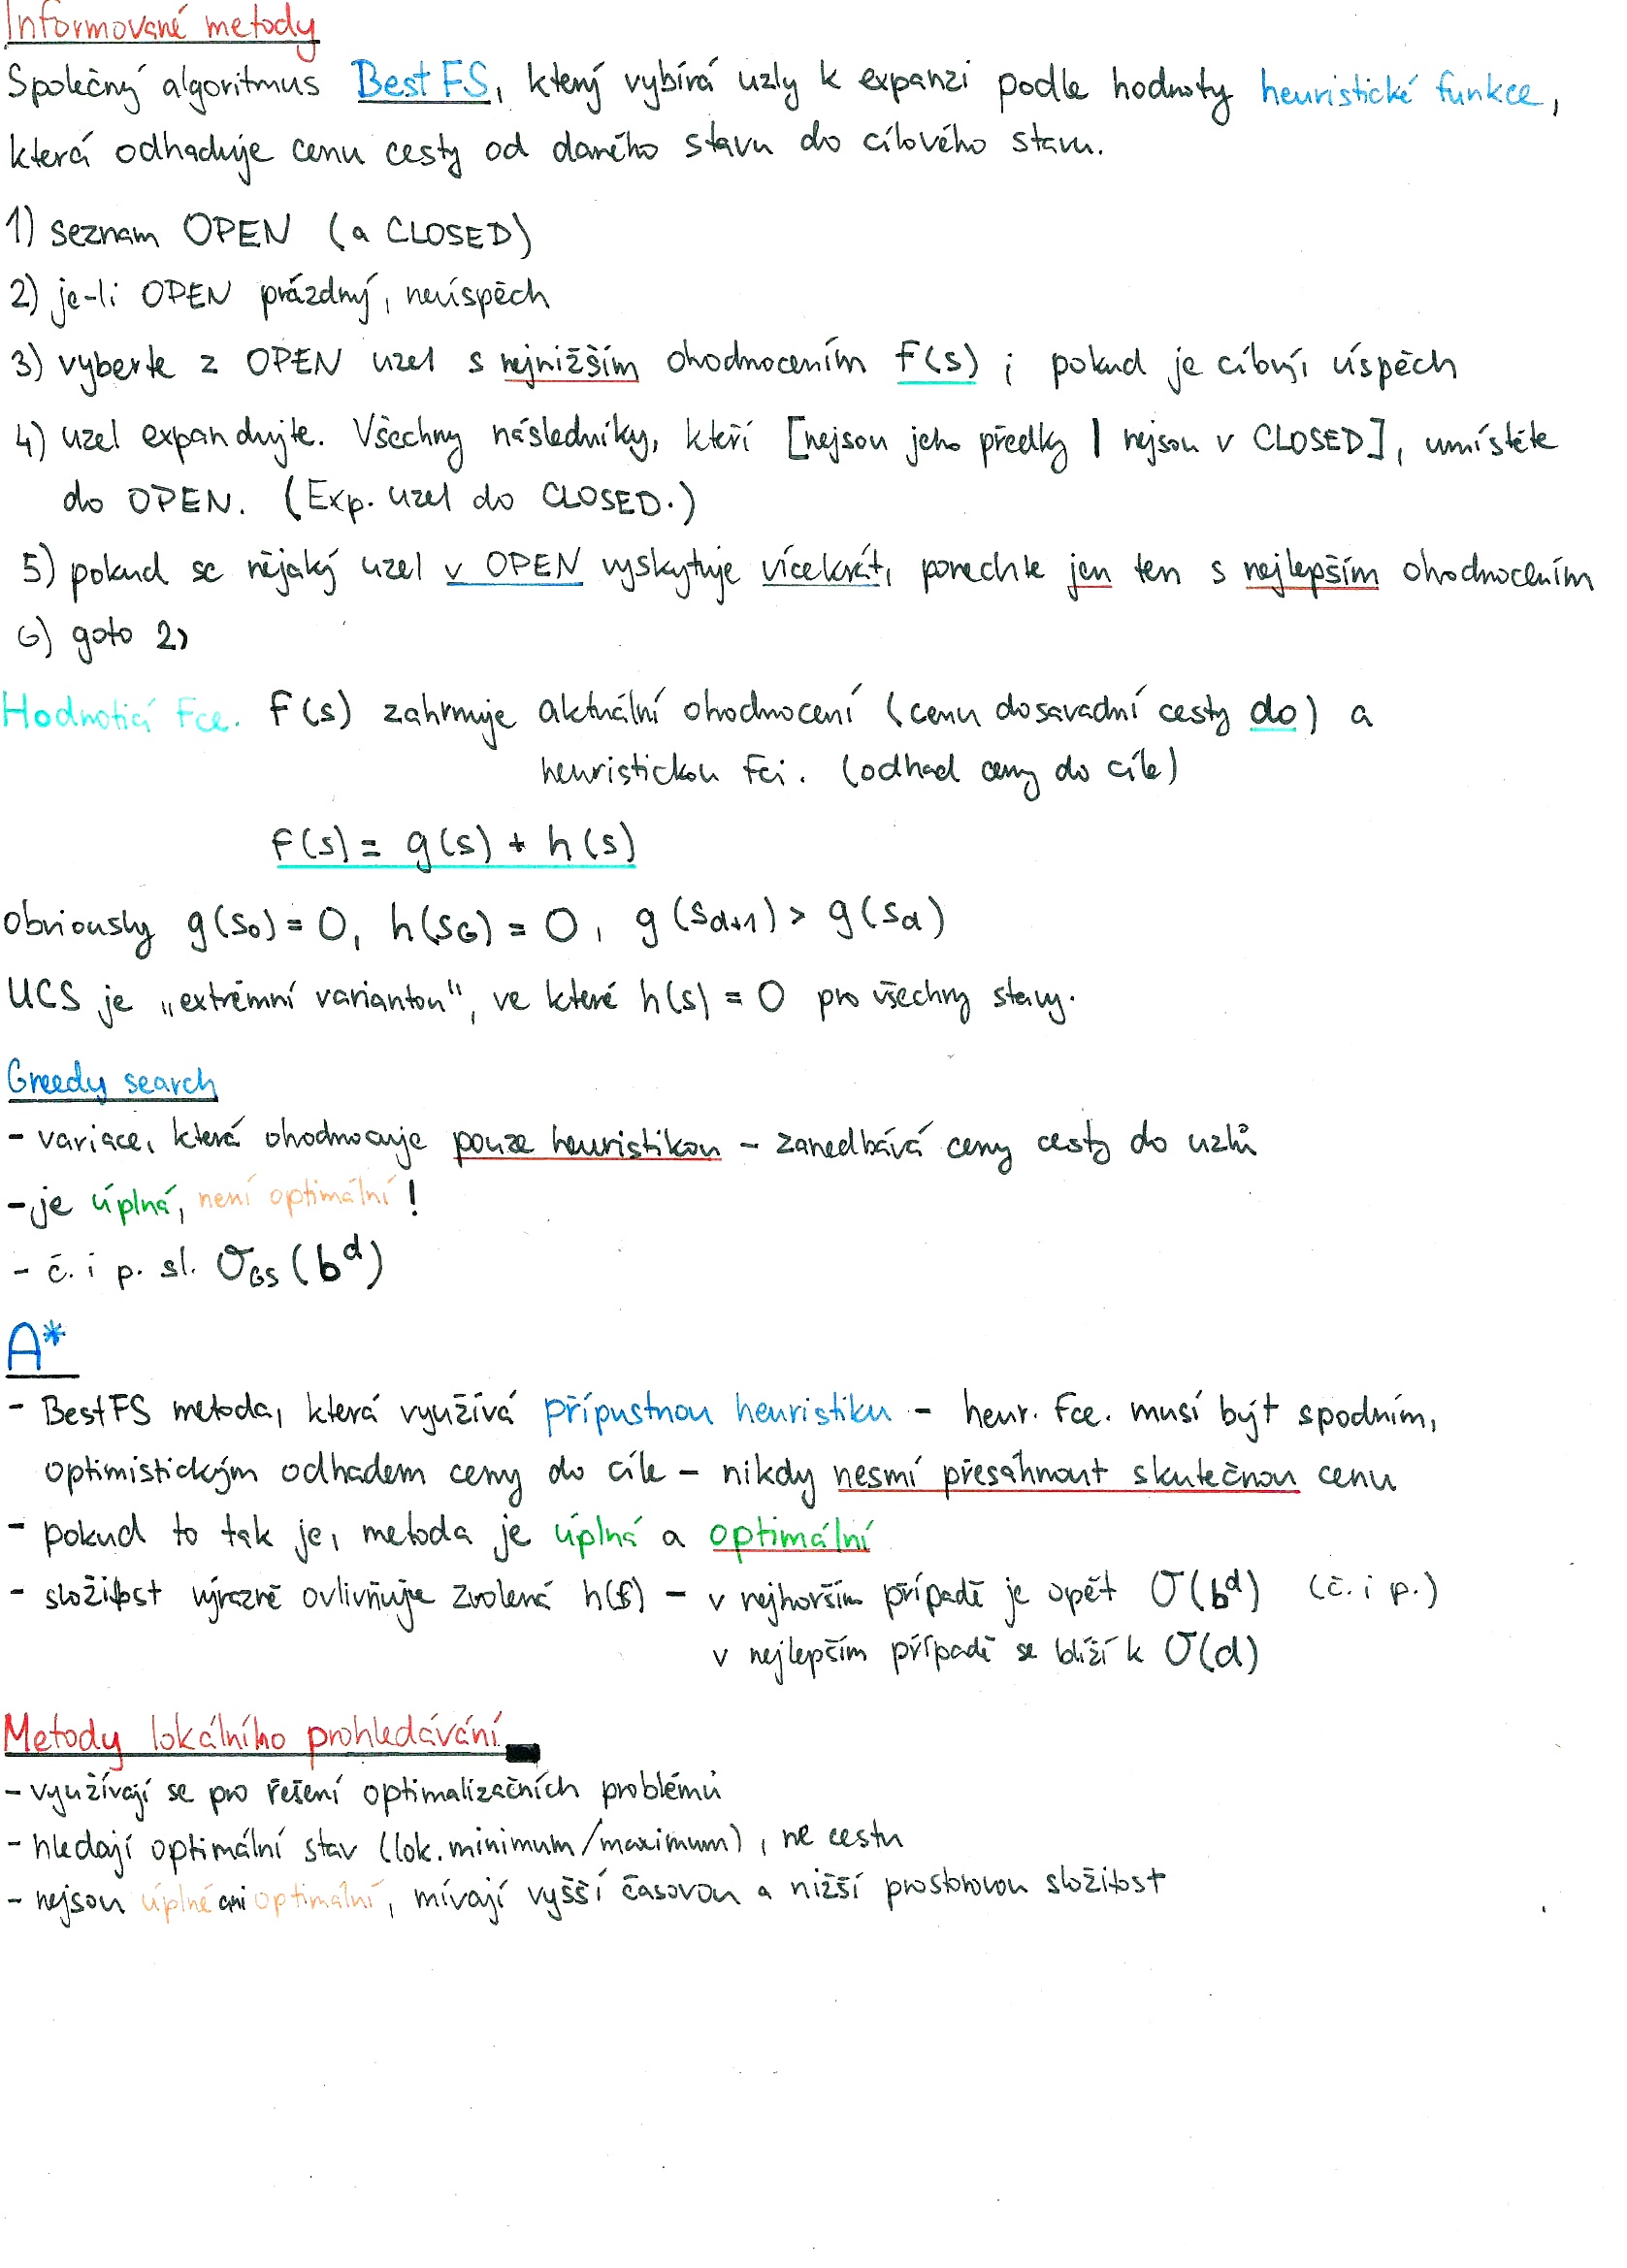 Informované metody
Společný algoritmus BestFS, který vybírá uzly k expanzi podle hodnoty heuristické funkce,
která odhaduje cenu cesty od daného stavu do cílového stavu.
1) seznam OPEN (a CLOSED)
2) je-li OPEN prázdný, neúspěch
3) vyberte z OPEN uzel s nejnižším ohodnocením f(s) ; pokud je cílový úspěch
4) uzel expandujte. Všechny následníky, kteří [nejsou jeho předky | nejsou v CLOSED], umístěte
do OPEN. (Exp. uzel do CLOSED.)
5) pokud se nějaký uzel v OPEN vyskytuje vícekrát, ponechte jen ten s nejlepším ohodnocením
6) goto 2)
Hodnotící fce. f(s) zahrnuje aktuální ohodnocení (cenu dosavadní cesty do) a
heuristickou fci. (odhad ceny do cíle)
f(s) = g(s) + h(s)
Obviously g(s₀) = 0, h(s_G) = 0, g(s_{d+1}) > g(s_d)
UCS je „extrémní variantou", ve které h(s) = 0 pro všechny stavy.
Greedy search
- variace, která ohodnocuje pouze heuristikou - zanedbává ceny cesty do uzlů
- je úplná, není optimální!
- č. i p. sl. O_GS(b^d)
A*
- BestFS metoda, která využívá přípustnou heuristiku - heur. fce. musí být spodním,
optimistickým odhadem ceny do cíle - nikdy nesmí přesáhnout skutečnou cenu
- pokud to tak je, metoda je úplná a optimální
- složitost výrazně ovlivňuje zvolená h(s) - v nejhorším případě je opět O(b^d) (č. i p.)
v nejlepším případě se blíží k O(d)
Metody lokálního prohledávání
- využívají se pro řešení optimalizačních problémů
- hledají optimální stav (lok. minimum/maximum), ne cestu
- nejsou úplné ani optimální, mívají vyšší časovou a nižší prostorovou složitost